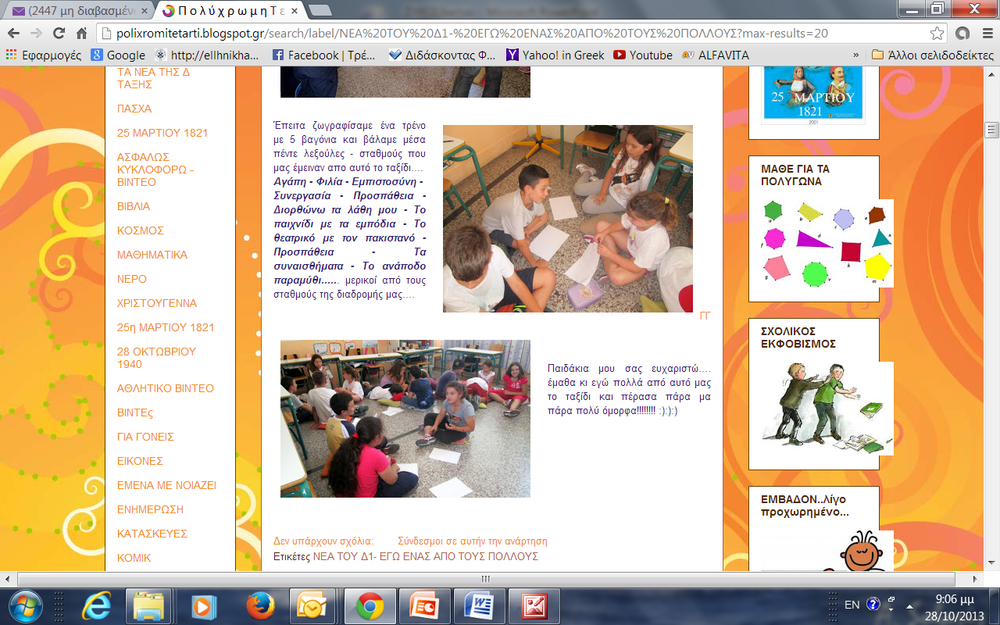 (2447 μη διαβασμένα
Π ο λ ύ χ ρ ω μ η Τ ε
polixromitetarti.blogspot.gr/search/label/ΝΕΑ%20ΤΟΥ%20Δ1-%20ΕΓΩ%20ΕΝΑΣ%20ΑΠΟ%20ΤΟΥΣ%20ΠΟΛΛΟΥΣ?max-results=20
Εφαρμογές Google http://ellhnikha... Facebook | Τρέ... Διδάσκοντας Φ... Yahoo! in Greek Youtube ALFAVITA » Άλλοι σελιδοδείκτες
ΤΑ ΝΕΑ ΤΗΣ Δ
ΤΑΞΗΣ
ΠΑΣΧΑ
25 ΜΑΡΤΙΟΥ 1821
ΑΣΦΑΛΩΣ
ΚΥΚΛΟΦΟΡΩ -
ΒΙΝΤΕΟ
ΒΙΒΛΙΑ
ΚΟΣΜΟΣ
ΜΑΘΗΜΑΤΙΚΑ
ΝΕΡΟ
ΧΡΙΣΤΟΥΓΕΝΝΑ
25η ΜΑΡΤΙΟΥ 1821
28 ΟΚΤΩΒΡΙΟΥ
1940
ΑΘΛΗΤΙΚΟ ΒΙΝΤΕΟ
ΒΙΝΤΕς
ΓΙΑ ΓΟΝΕΙΣ
ΕΙΚΟΝΕΣ
ΕΜΕΝΑ ΜΕ ΝΟΙΑΖΕΙ
ΕΝΗΜΕΡΩΣΗ
ΚΑΤΑΣΚΕΥΕΣ
ΚΟΜΙΚ
Έπειτα ζωγραφίσαμε ένα τρένο
με 5 βαγόνια και βάλαμε μέσα
πέντε λεξούλες - σταθμούς που
μας έμειναν απο αυτό το ταξίδι....
Αγάπη - Φιλία - Εμπιστοσύνη -
Συνεργασία - Προσπάθεια -
Διορθώνω τα λάθη μου - Το
παιχνίδι με τα εμπόδια - Το
θεατρικό με τον πακιστανό -
Προσπάθεια - Τα
συναισθήματα - Το ανάποδο
παραμύθι...... μερικοί από τους
σταθμούς της διαδρομής μας....
ΓΓ
Παιδάκια μου σας ευχαριστώ....
έμαθα κι εγώ πολλά από αυτό μας
το ταξίδι και πέρασα πάρα μα
πάρα πολύ όμορφα!!!!!!!! :):):)
Δεν υπάρχουν σχόλια: Σύνδεσμοι σε αυτήν την ανάρτηση
Ετικέτες ΝΕΑ ΤΟΥ Δ1- ΕΓΩ ΕΝΑΣ ΑΠΟ ΤΟΥΣ ΠΟΛΛΟΥΣ
25 ΜΑΡΤΙΟΥ
1821
2001
ΜΑΘΕ ΓΙΑ ΤΑ
ΠΟΛΥΓΩΝΑ
a b c e
f d n
g v k m
ΣΧΟΛΙΚΟΣ
ΕΚΦΟΒΙΣΜΟΣ
ΕΜΒΑΔΟΝ..λίγο
προχωρημένο...
EN
9:06 μμ
28/10/2013